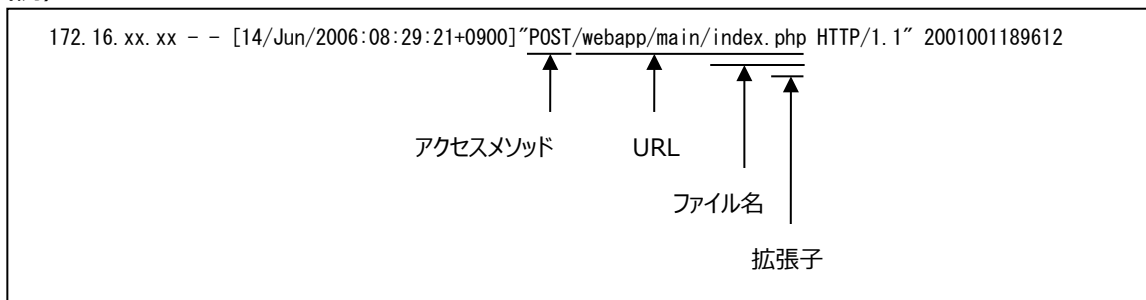 172.16.xx.xx - - [14/Jun/2006:08:29:21+0900]"POST/webapp/main/index.php HTTP/1.1" 2001001189612
アクセスメソッド
URL
ファイル名
拡張子